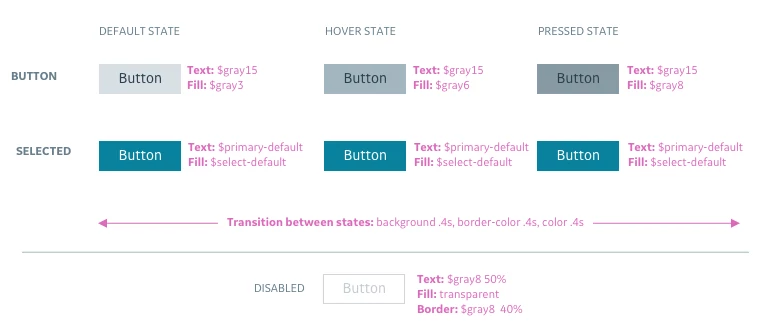 DEFAULT STATE HOVER STATE PRESSED STATE
BUTTON
Button
Text: $gray15
Fill: $gray3
Button
Text: $gray15
Fill: $gray6
Button
Text: $gray15
Fill: $gray8
SELECTED
Button
Text: $primary-default
Fill: $select-default
Button
Text: $primary-default
Fill: $select-default
Button
Text: $primary-default
Fill: $select-default
Transition between states: background .4s, border-color .4s, color .4s
DISABLED
Button
Text: $gray8 50%
Fill: transparent
Border: $gray8 40%